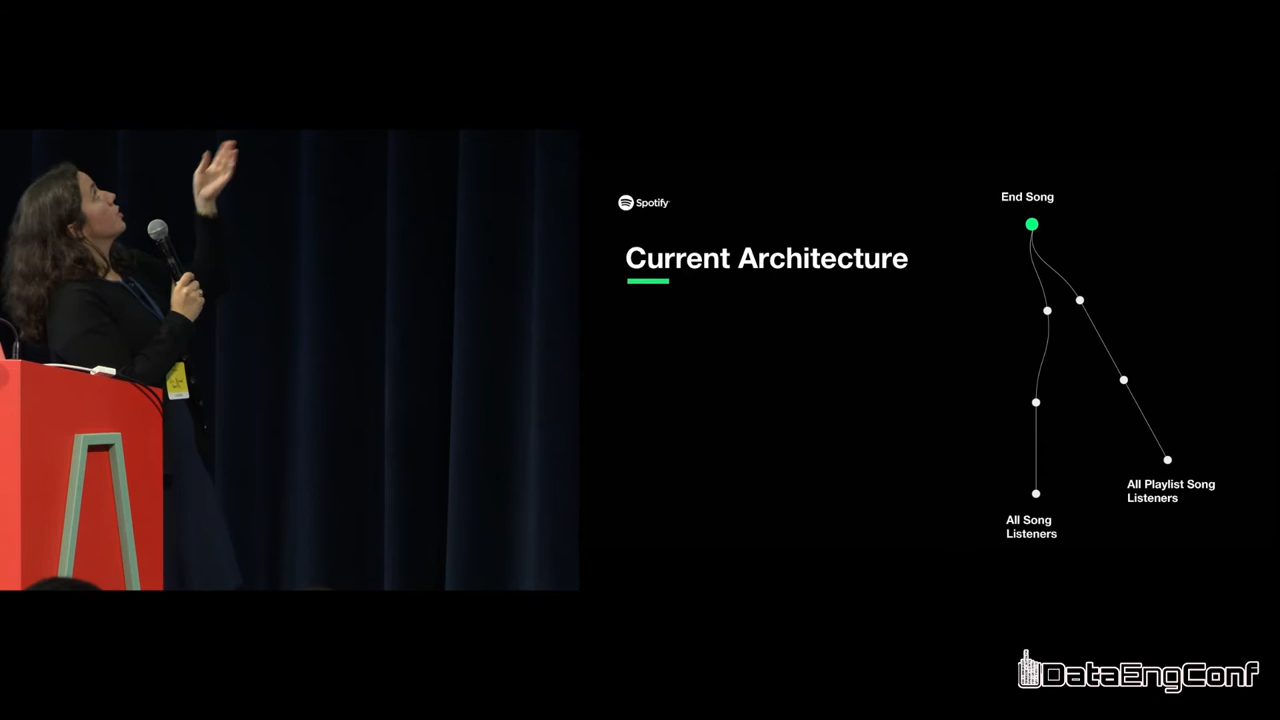 Spotify
Current Architecture
End Song
All Playlist Song
Listeners
All Song
Listeners
DataEngConf